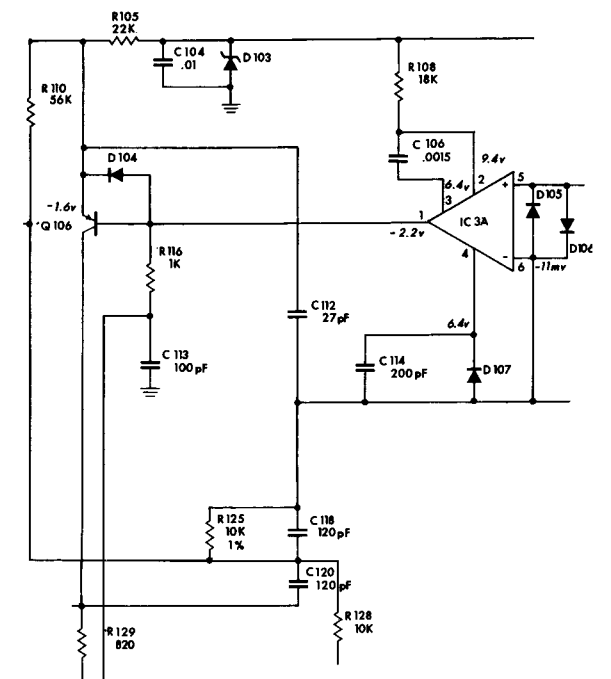 R105
22K
C104
.01
D103
R108
18K
R110
56K
C 106
.0015
9.4v
2
D104
6.4v
3
+ 5
D105
-1.6v
1
IC 3A
Q106
-2.2v
D106
R116
1K
4
- 6
-11mv
C112
27pF
6.4v
C113
100pF
C114
200pF
D107
R125
10K
1%
C118
120pF
C120
120pF
R128
10K
R129
820